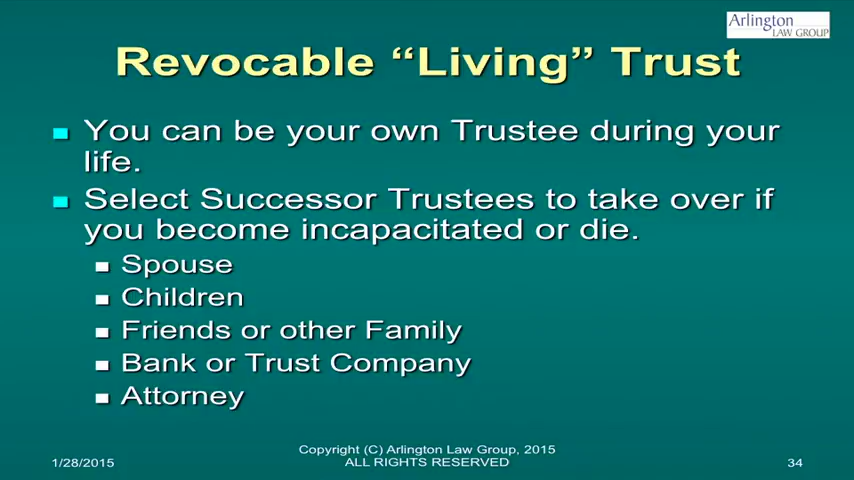 Arlington
LAW GROUP
Revocable “Living” Trust
You can be your own Trustee during your
life.
Select Successor Trustees to take over if
you become incapacitated or die.
Spouse
Children
Friends or other Family
Bank or Trust Company
Attorney
1/28/2015
Copyright (C) Arlington Law Group, 2015
ALL RIGHTS RESERVED
34